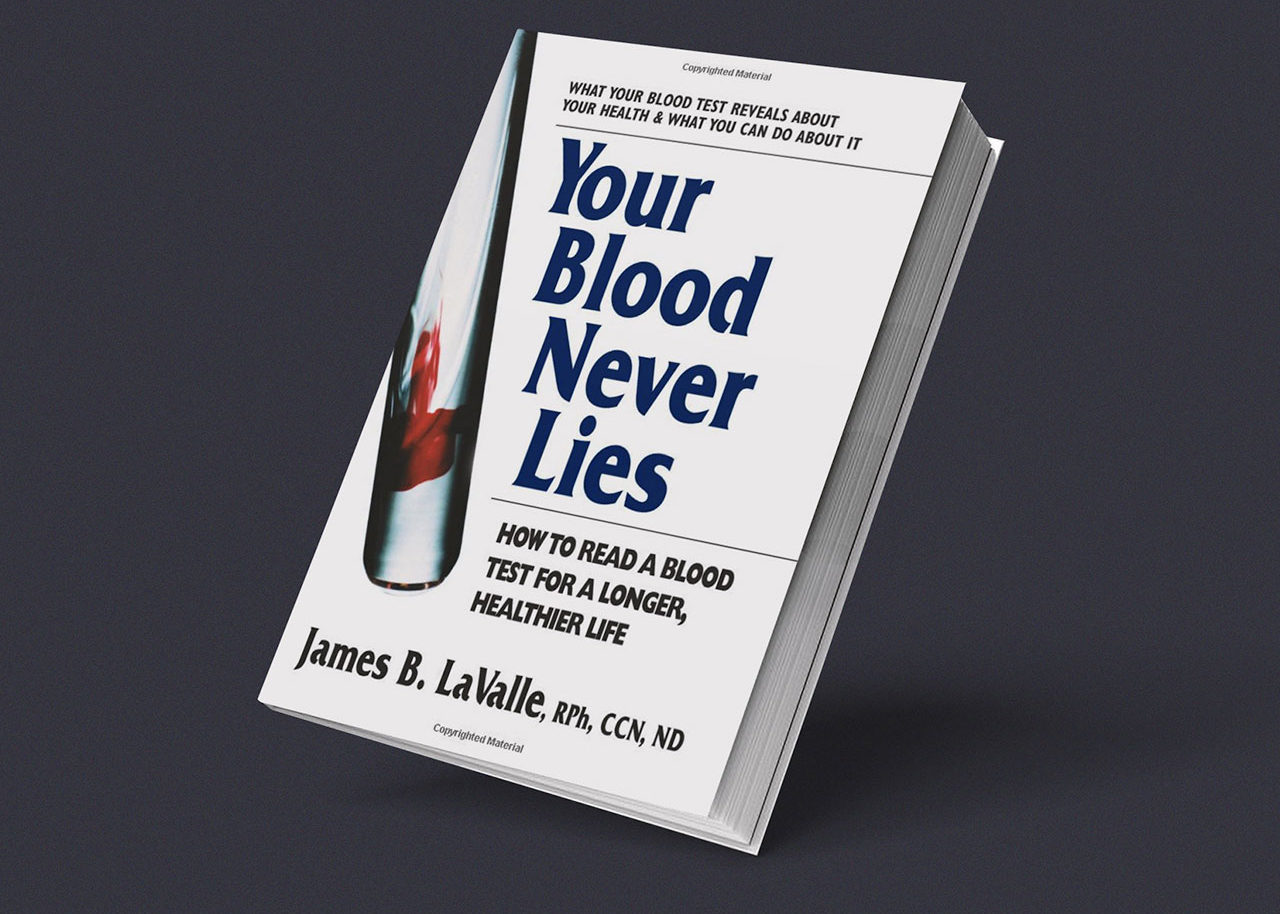 Copyrighted Material
WHAT YOUR BLOOD TEST REVEALS ABOUT
YOUR HEALTH & WHAT YOU CAN DO ABOUT IT
Your
Blood
Never
Lies
HOW TO READ A BLOOD
TEST FOR A LONGER,
HEALTHIER LIFE
James B. LaValle, RPh, CCN, ND
Copyrighted Material